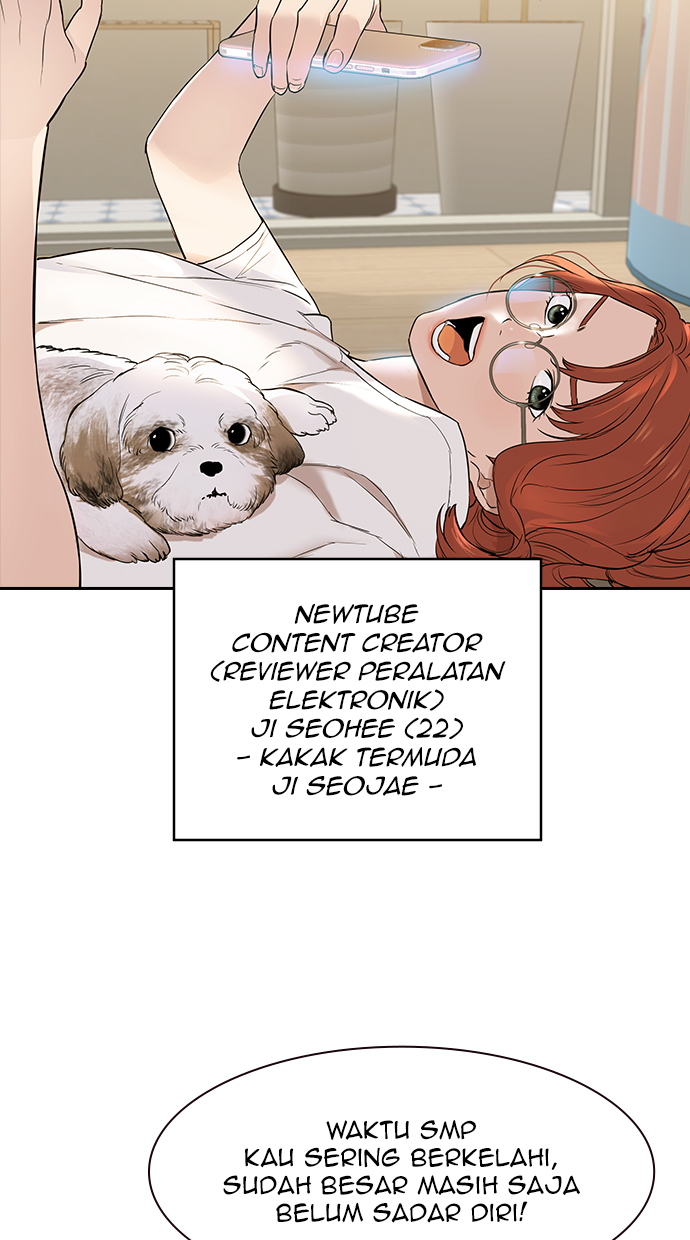 NEWTUBE
CONTENT CREATOR
(REVIEWER PERALATAN
ELEKTRONIK)
JI SEOHEE (22)
- KAKAK TERMUDA
JI SEOJAE -
WAKTU SMP
KAU SERING BERKELAHI,
SUDAH BESAR MASIH SAJA
BELUM SADAR DIRI!